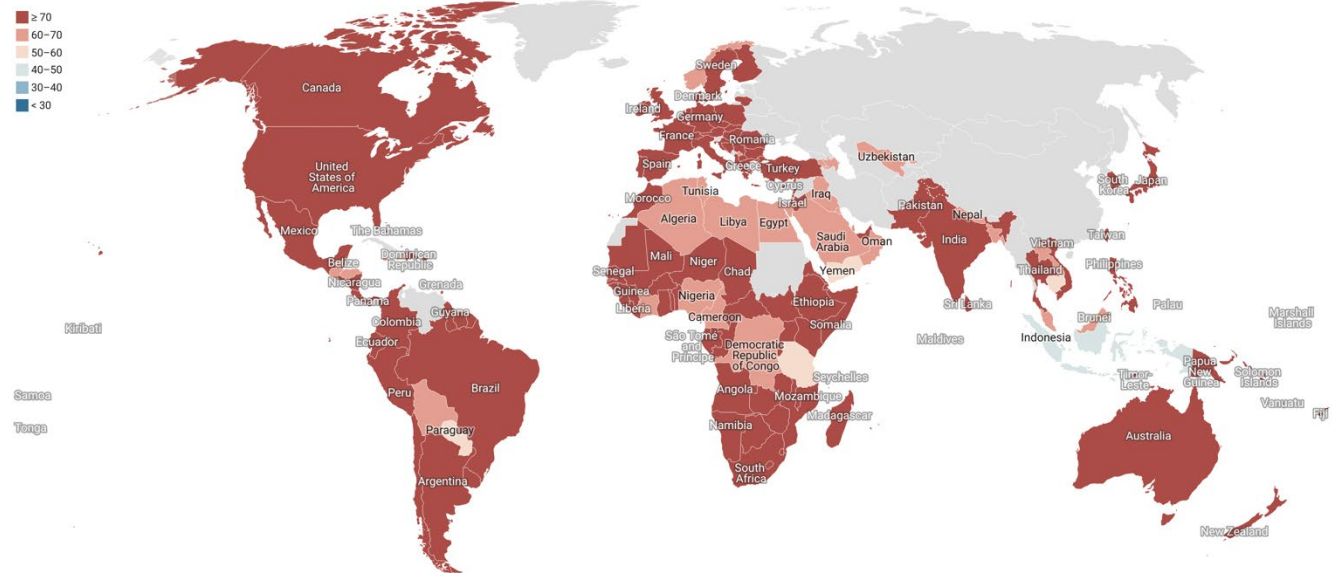 ≥ 70
60–70
50–60
40–50
30–40
< 30
Canada
United
States of
America
Mexico
The Bahamas
Dominican
Republic
Belize
Nicaragua
Grenada
Panama
Guyana
Colombia
Ecuador
Kiribati
Peru
Brazil
Samoa
Tonga
Paraguay
Argentina
Sweden
Denmark
Ireland
Germany
France
Romania
Spain
Greece
Turkey
Cyprus
Uzbekistan
Morocco
Tunisia
Israel
Iraq
Algeria
Libya
Egypt
Saudi
Arabia
Oman
Yemen
Mali
Niger
Chad
Senegal
Guinea
Liberia
Nigeria
Cameroon
Ethiopia
Somalia
São Tomé
and
Príncipe
Democratic
Republic
of Congo
Seychelles
Angola
Mozambique
Madagascar
Namibia
South
Africa
Pakistan
Nepal
India
Sri Lanka
Maldives
South
Korea
Japan
Taiwan
Vietnam
Thailand
Philippines
Palau
Brunei
Indonesia
Timor-
Leste
Papua
New
Guinea
Marshall
Islands
Solomon
Islands
Vanuatu
Fiji
Australia
New Zealand